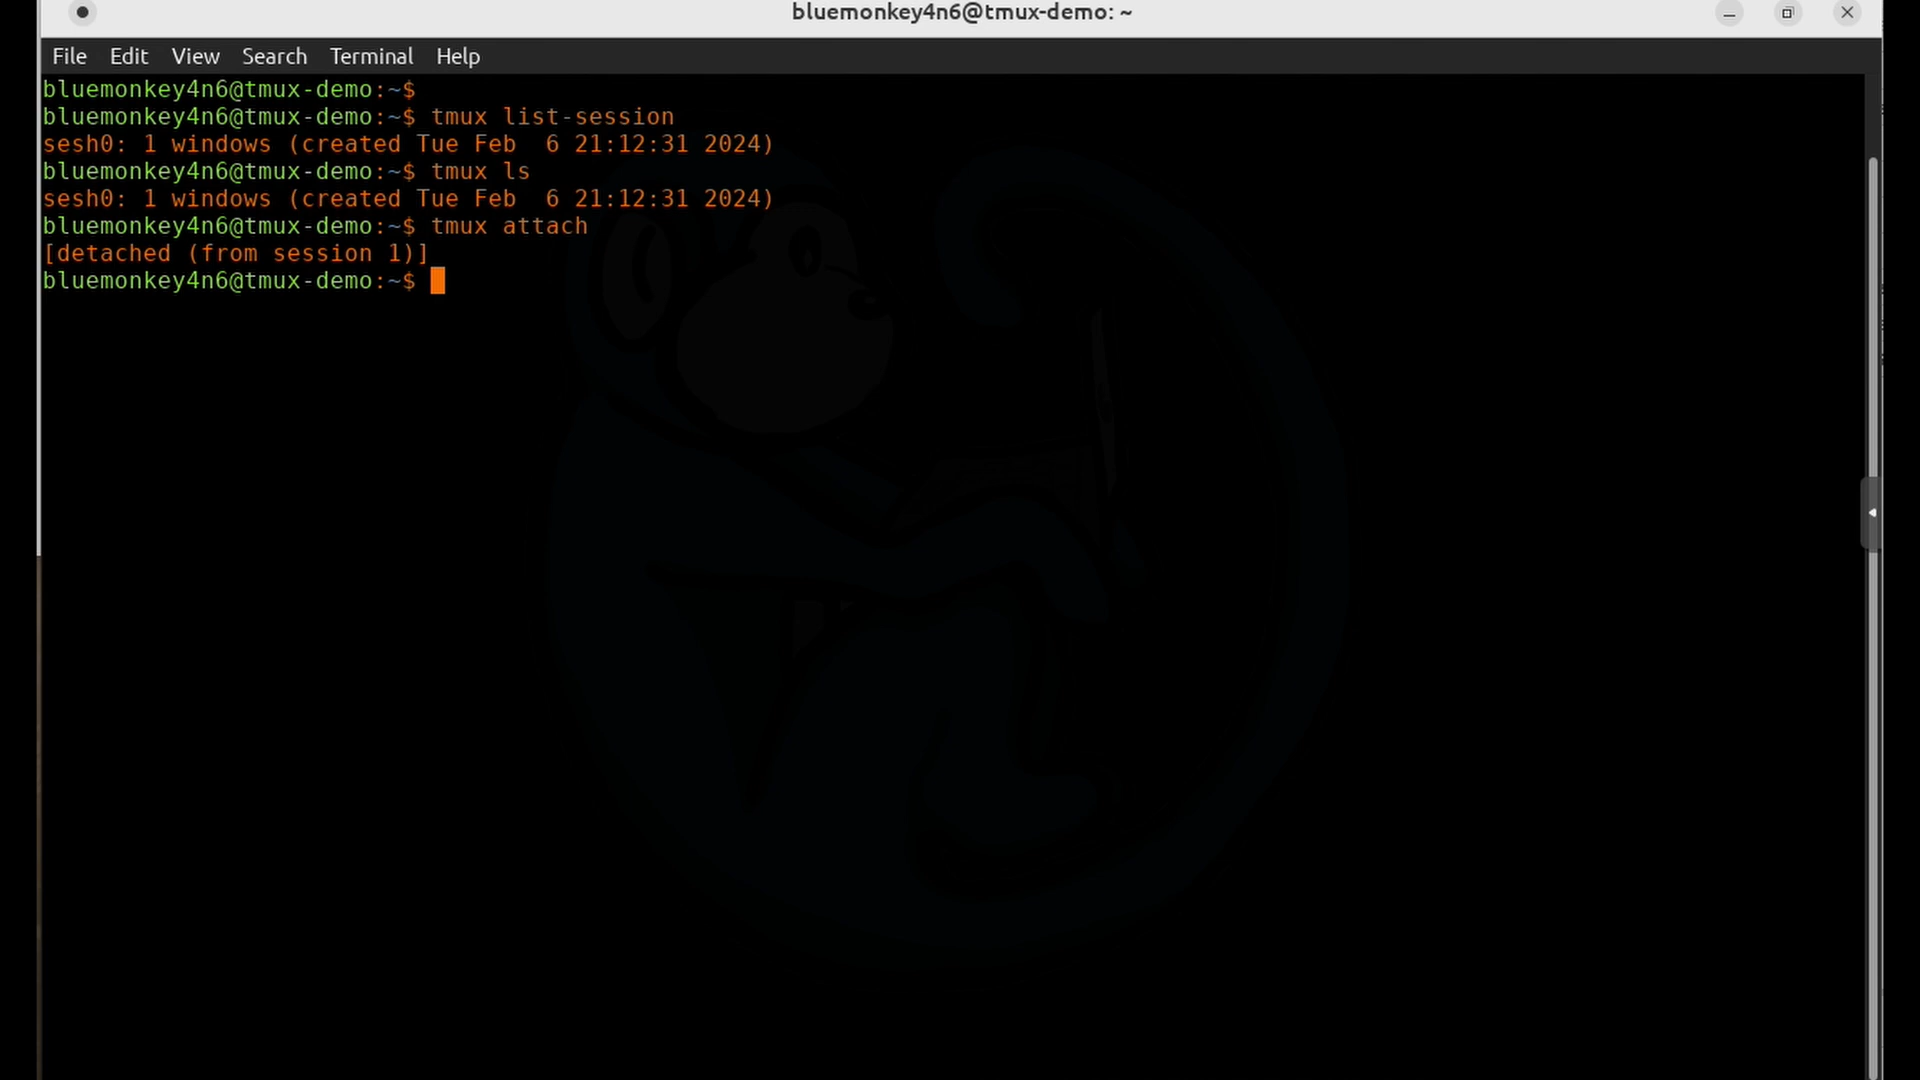 bluemonkey4n6@tmux-demo: ~
File Edit View Search Terminal Help
bluemonkey4n6@tmux-demo:~$
bluemonkey4n6@tmux-demo:~$ tmux list-session
sesh0: 1 windows (created Tue Feb  6 21:12:31 2024)
bluemonkey4n6@tmux-demo:~$ tmux ls
sesh0: 1 windows (created Tue Feb  6 21:12:31 2024)
bluemonkey4n6@tmux-demo:~$ tmux attach
[detached (from session 1)]
bluemonkey4n6@tmux-demo:~$